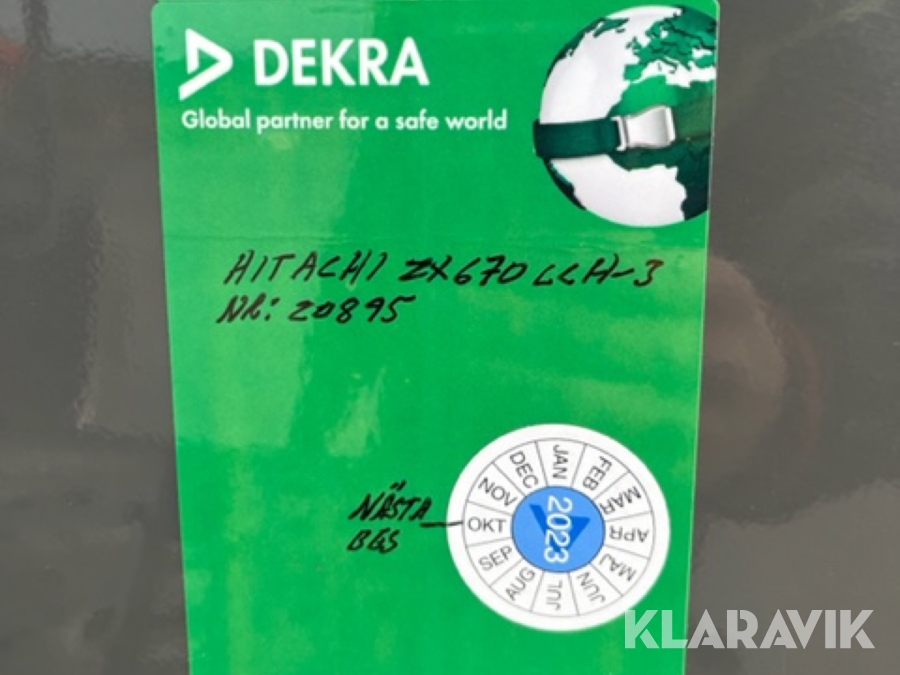 DEKRA
Global partner for a safe world
HITACHI ZX670LCH-3
NR: 20895
NÄSTA
BES
JAN
FEB
MAR
APR
MAJ
JUN
JUL
AUG
SEP
OKT
NOV
DEC
2023
KLARAVIK